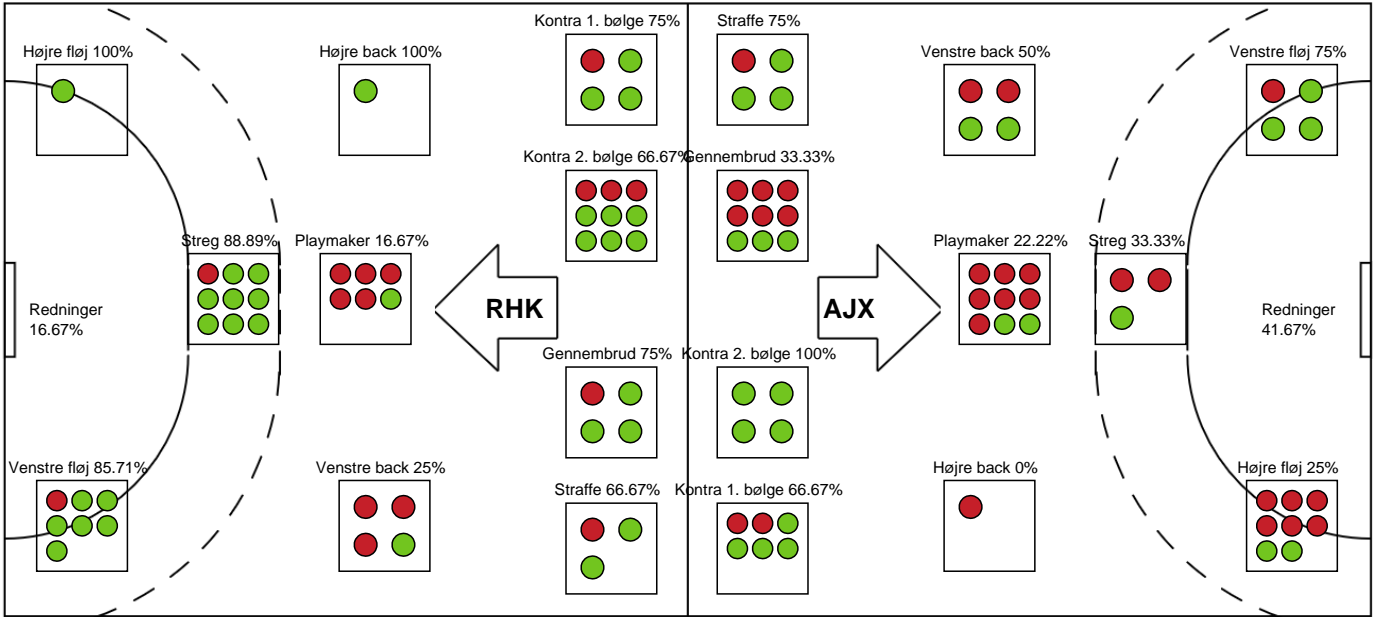 Kontra 1. bølge 75%
Straffe 75%
Højre fløj 100%
Højre back 100%
Venstre back 50%
Venstre fløj 75%
Kontra 2. bølge 66.67%
Gennembrud 33.33%
Streg 88.89%
Playmaker 16.67%
Playmaker 22.22%
Streg 33.33%
Redninger
16.67%
RHK
AJX
Redninger
41.67%
Gennembrud 75%
Kontra 2. bølge 100%
Venstre fløj 85.71%
Venstre back 25%
Højre back 0%
Højre fløj 25%
Straffe 66.67%
Kontra 1. bølge 66.67%